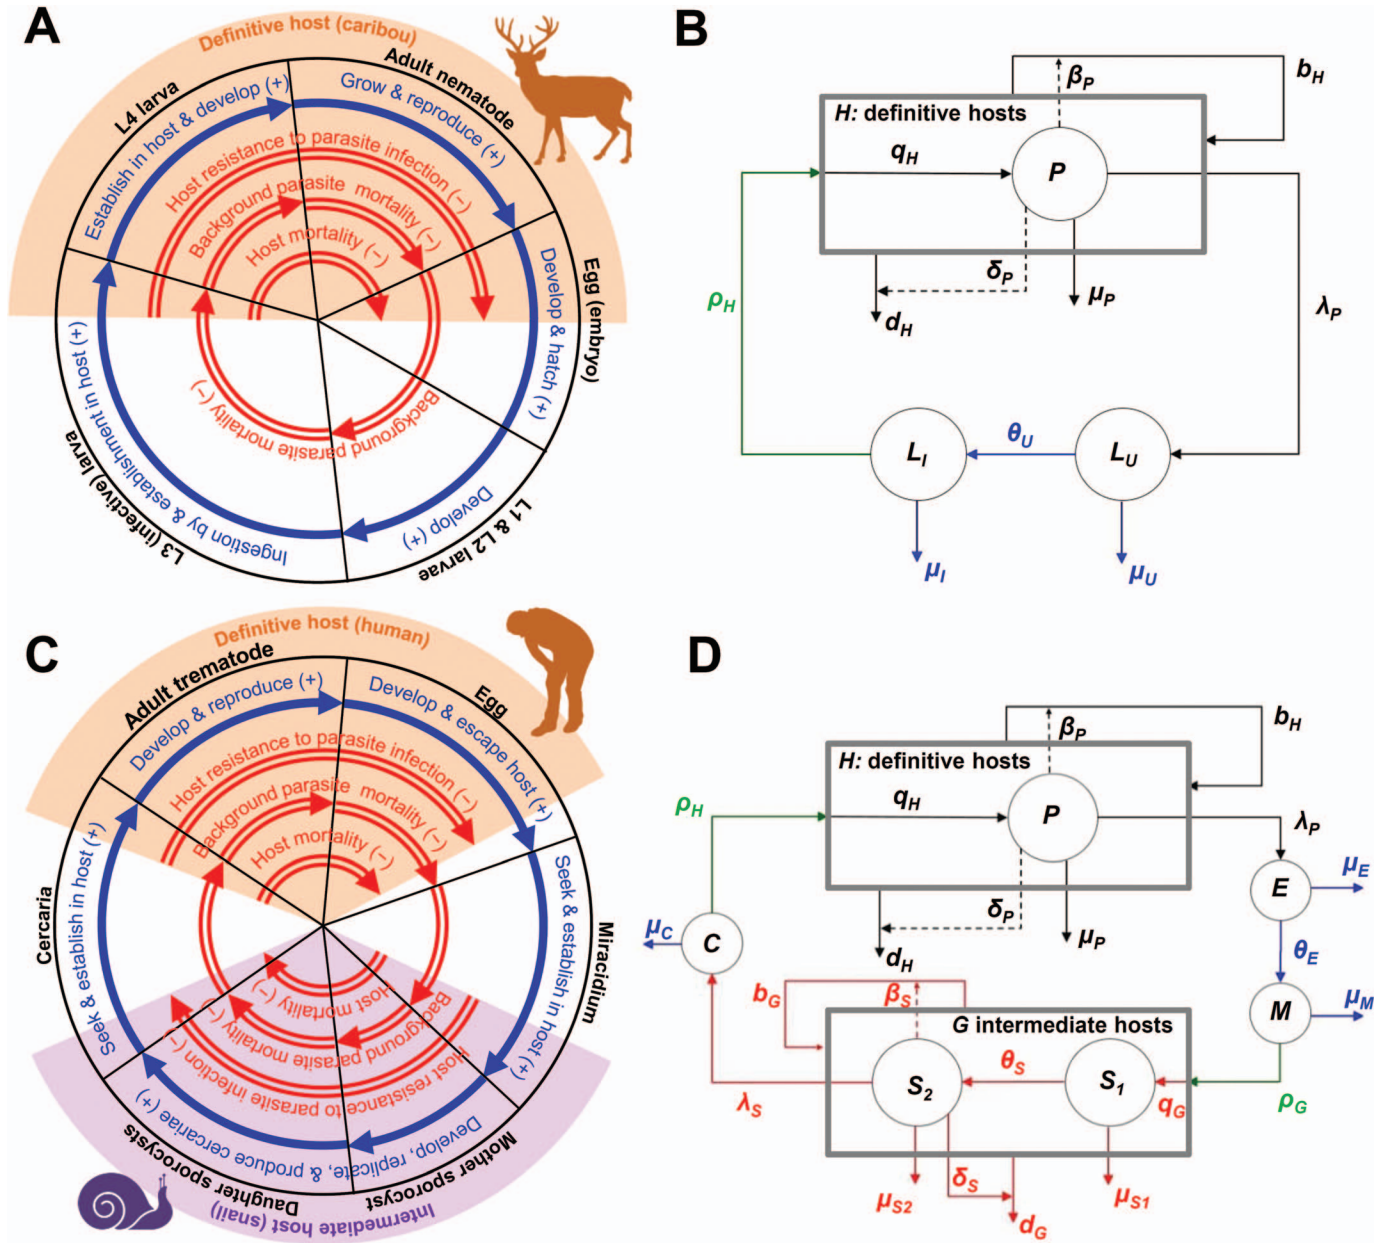 A
Definitive host (caribou)
L4 larva
Adult nematode
Establish in host & develop (+)
Grow & reproduce (+)
Host resistance to parasite infection (−)
Background parasite mortality (−)
Host mortality (−)
Develop & hatch (+)
Egg (embryo)
Background parasite mortality (−)
Develop (+)
L1 & L2 larvae
Ingestion by & establishment in host (+)
L3 (infective) larva
B
H: definitive hosts
β_P
b_H
q_H
P
δ_P
μ_P
d_H
ρ_H
λ_P
L_I
θ_U
L_U
μ_I
μ_U
C
Definitive host (human)
Adult trematode
Egg
Develop & reproduce (+)
Develop & escape host (+)
Host resistance to parasite infection (−)
Background parasite mortality (−)
Host mortality (−)
Cercaria
Seek & establish in host (+)
Seek & establish in host (+)
Miracidium
Host mortality (−)
Background parasite mortality (−)
Host resistance to parasite infection (−)
Develop, replicate, & produce cercariae (+)
Mother sporocyst
Daughter sporocysts
Intermediate host (snail)
D
H: definitive hosts
β_P
b_H
q_H
P
ρ_H
λ_P
E
μ_E
δ_P
μ_P
d_H
μ_C
C
θ_E
M
μ_M
b_G
β_S
G intermediate hosts
S_2
θ_S
S_1
q_G
ρ_G
λ_S
μ_S2
δ_S
μ_S1
d_G